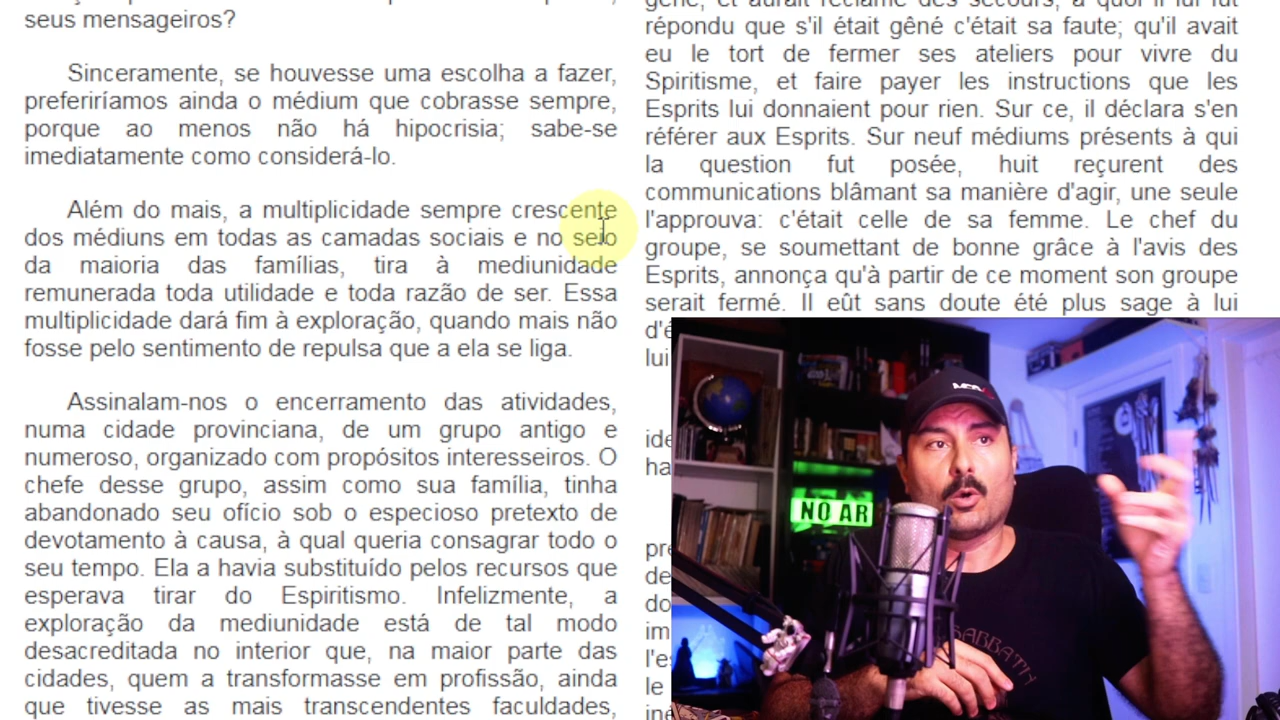 seus mensageiros?
Sinceramente, se houvesse uma escolha a fazer,
preferiríamos ainda o médium que cobrasse sempre,
porque ao menos não há hipocrisia; sabe-se
imediatamente como considerá-lo.
Além do mais, a multiplicidade sempre crescente
dos médiuns em todas as camadas sociais e no seio
da maioria das famílias, tira à mediunidade
remunerada toda utilidade e toda razão de ser. Essa
multiplicidade dará fim à exploração, quando mais não
fosse pelo sentimento de repulsa que a ela se liga.
Assinalam-nos o encerramento das atividades,
numa cidade provinciana, de um grupo antigo e
numeroso, organizado com propósitos interesseiros. O
chefe desse grupo, assim como sua família, tinha
abandonado seu ofício sob o especioso pretexto de
devotamento à causa, à qual queria consagrar todo o
seu tempo. Ela a havia substituído pelos recursos que
esperava tirar do Espiritismo. Infelizmente, a
exploração da mediunidade está de tal modo
desacreditada no interior que, na maior parte das
cidades, quem a transformasse em profissão, ainda
que tivesse as mais transcendentes faculdades,
gêné, et aurait réclamé des secours, à quoi il lui fut
répondu que s'il était gêné c'était sa faute; qu'il avait
eu le tort de fermer ses ateliers pour vivre du
Spiritisme, et faire payer les instructions que les
Esprits lui donnaient pour rien. Sur ce, il déclara s'en
référer aux Esprits. Sur neuf médiums présents à qui
la question fut posée, huit reçurent des
communications blâmant sa manière d'agir, une seule
l'approuva: c'était celle de sa femme. Le chef du
groupe, se soumettant de bonne grâce à l'avis des
Esprits, annonça qu'à partir de ce moment son groupe
serait fermé. Il eût sans doute été plus sage à lui
lui
le
NO AR
SABBATH